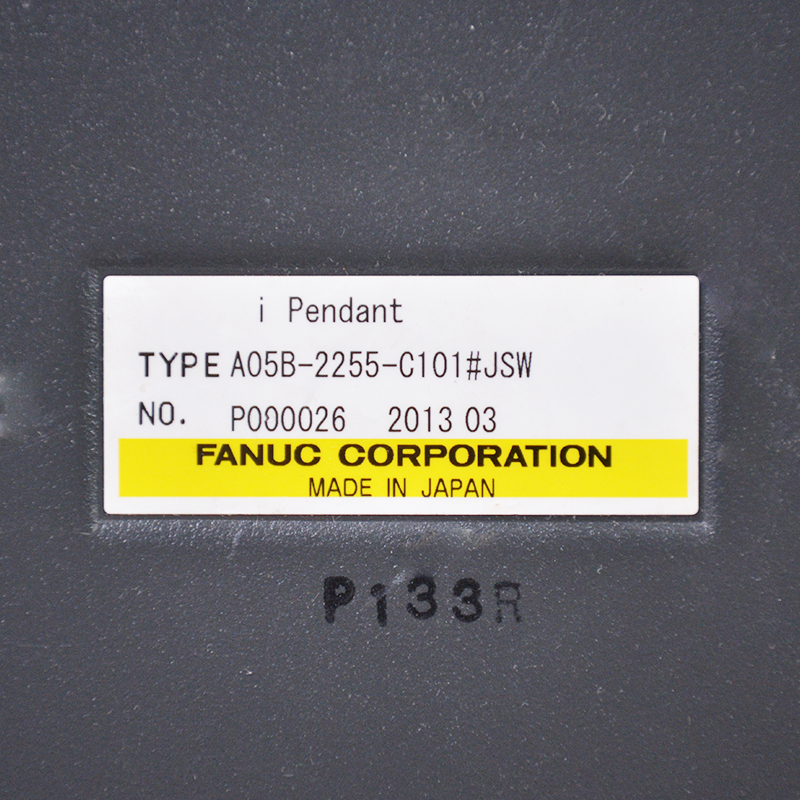 i Pendant
TYPE A05B-2255-C101#JSW
NO. P000026 2013 03
FANUC CORPORATION
MADE IN JAPAN
P133R